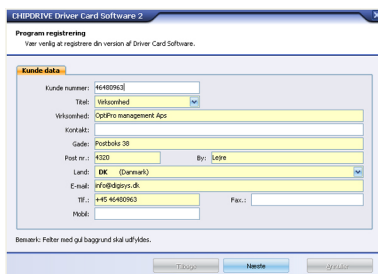 CHIPDRIVE Driver Card Software 2
Program registrering
Vær venlig at registrere din version af Driver Card Software.
Kunde data
Kunde nummer: 46480963
Titel: Virksomhed
Virksomhed: OptiPro management Aps
Kontakt:
Gade: Postboks 38
Post nr.: 4320 By: Lejre
Land: DK (Danmark)
E-mail: info@digisys.dk
Tlf.: +45 46480963 Fax.:
Mobil:
Bemærk: Felter med gul baggrund skal udfyldes.
Tilbage Næste Annuller